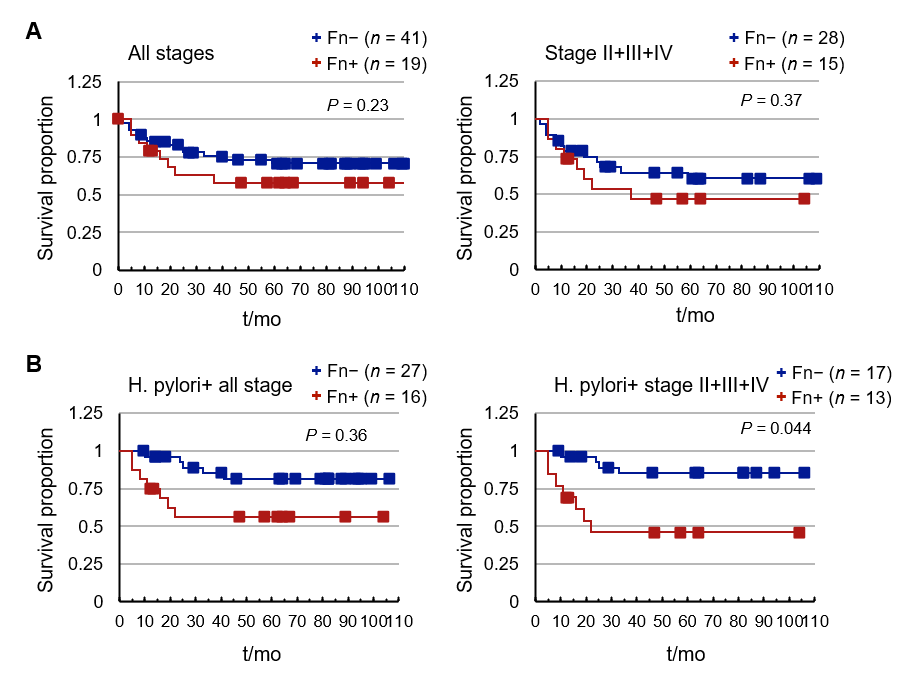 A
All stages
Fn− (n = 41)
Fn+ (n = 19)
P = 0.23
Survival proportion
1.25
1
0.75
0.5
0.25
0
0 10 20 30 40 50 60 70 80 90 100 110
t/mo
Stage II+III+IV
Fn− (n = 28)
Fn+ (n = 15)
P = 0.37
Survival proportion
1.25
1
0.75
0.5
0.25
0
0 10 20 30 40 50 60 70 80 90 100 110
t/mo
B
H. pylori+ all stage
Fn− (n = 27)
Fn+ (n = 16)
P = 0.36
Survival proportion
1.25
1
0.75
0.5
0.25
0
0 10 20 30 40 50 60 70 80 90 100 110
t/mo
H. pylori+ stage II+III+IV
Fn− (n = 17)
Fn+ (n = 13)
P = 0.044
Survival proportion
1.25
1
0.75
0.5
0.25
0
0 10 20 30 40 50 60 70 80 90 100 110
t/mo